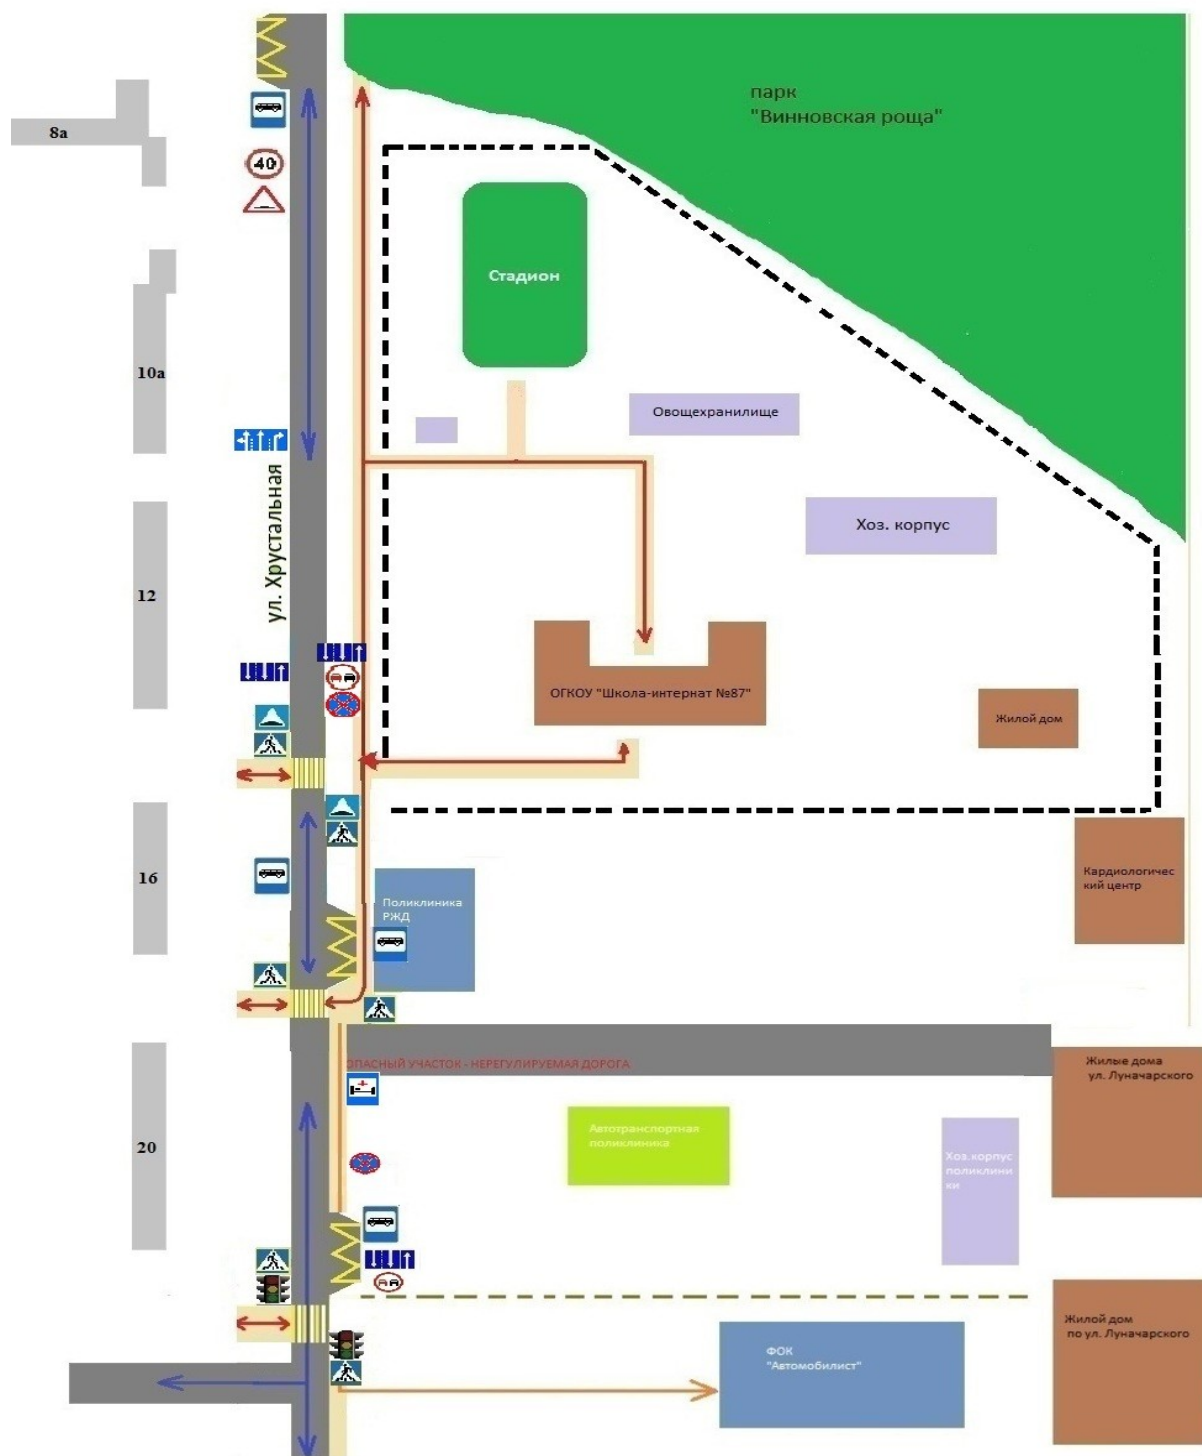 парк
"Винновская роща"
8а
40
Стадион
10а
Овощехранилище
ул. Хрустальная
Хоз. корпус
12
ОГКОУ "Школа-интернат №87"
Жилой дом
16
Кардиологичес
кий центр
Поликлиника
РЖД
ОПАСНЫЙ УЧАСТОК - НЕРЕГУЛИРУЕМАЯ ДОРОГА
Жилые дома
ул. Луначарского
20
Автотранспортная
поликлиника
Хоз.корпус
поликлини
ки
Жилой дом
по ул. Луначарского
ФОК
"Автомобилист"